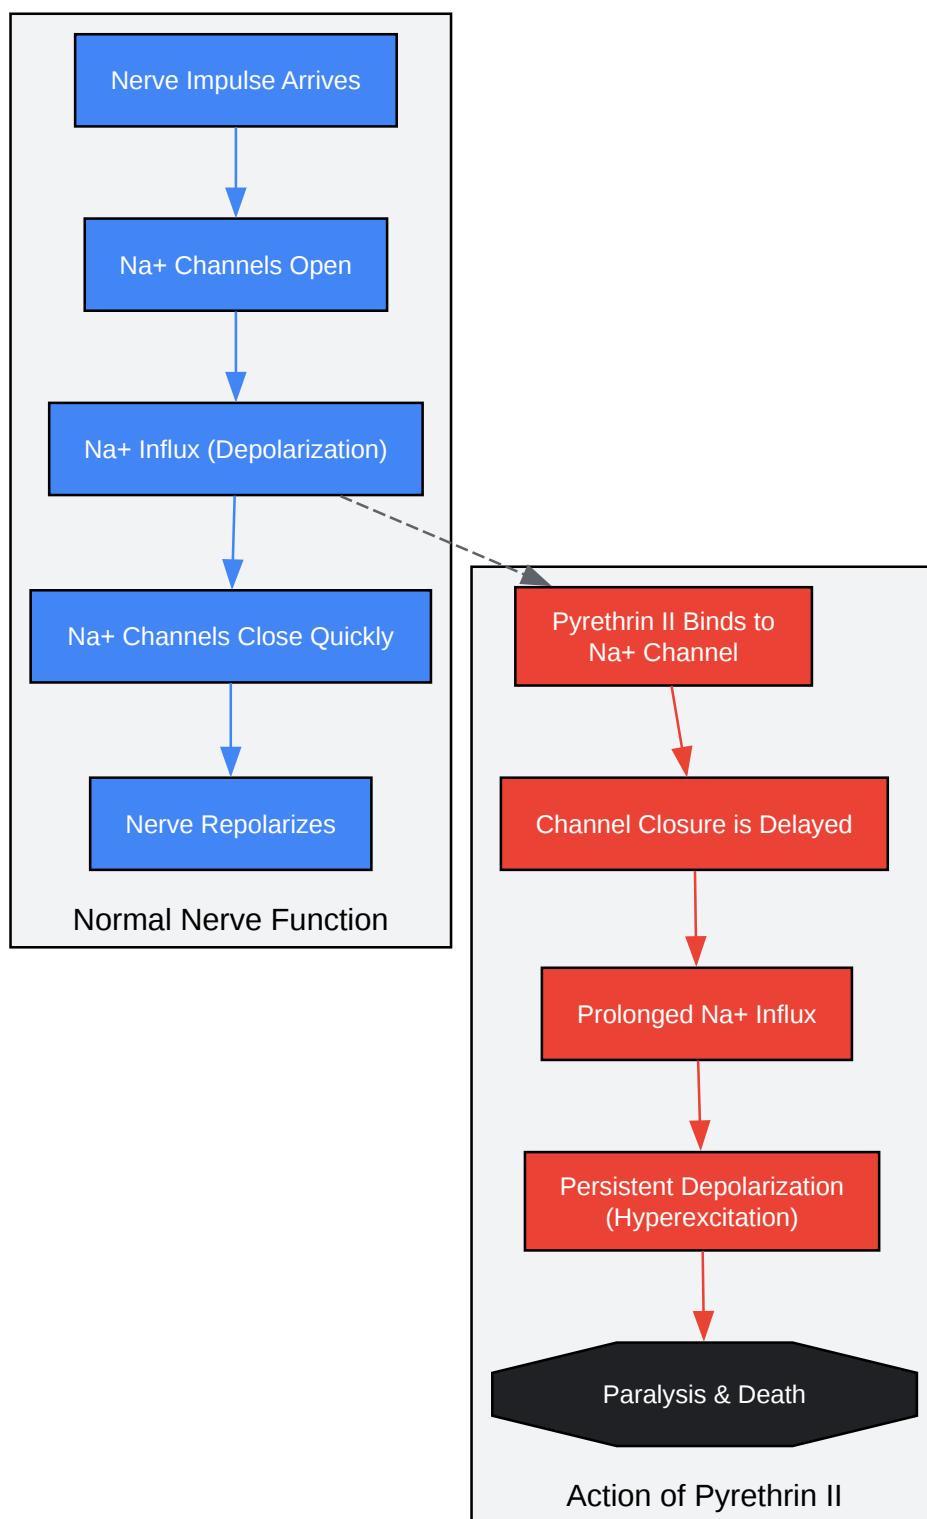 Nerve Impulse Arrives
Na+ Channels Open
Na+ Influx (Depolarization)
Na+ Channels Close Quickly
Nerve Repolarizes
Normal Nerve Function
Pyrethrin II Binds to
Na+ Channel
Channel Closure is Delayed
Prolonged Na+ Influx
Persistent Depolarization
(Hyperexcitation)
Paralysis & Death
Action of Pyrethrin II